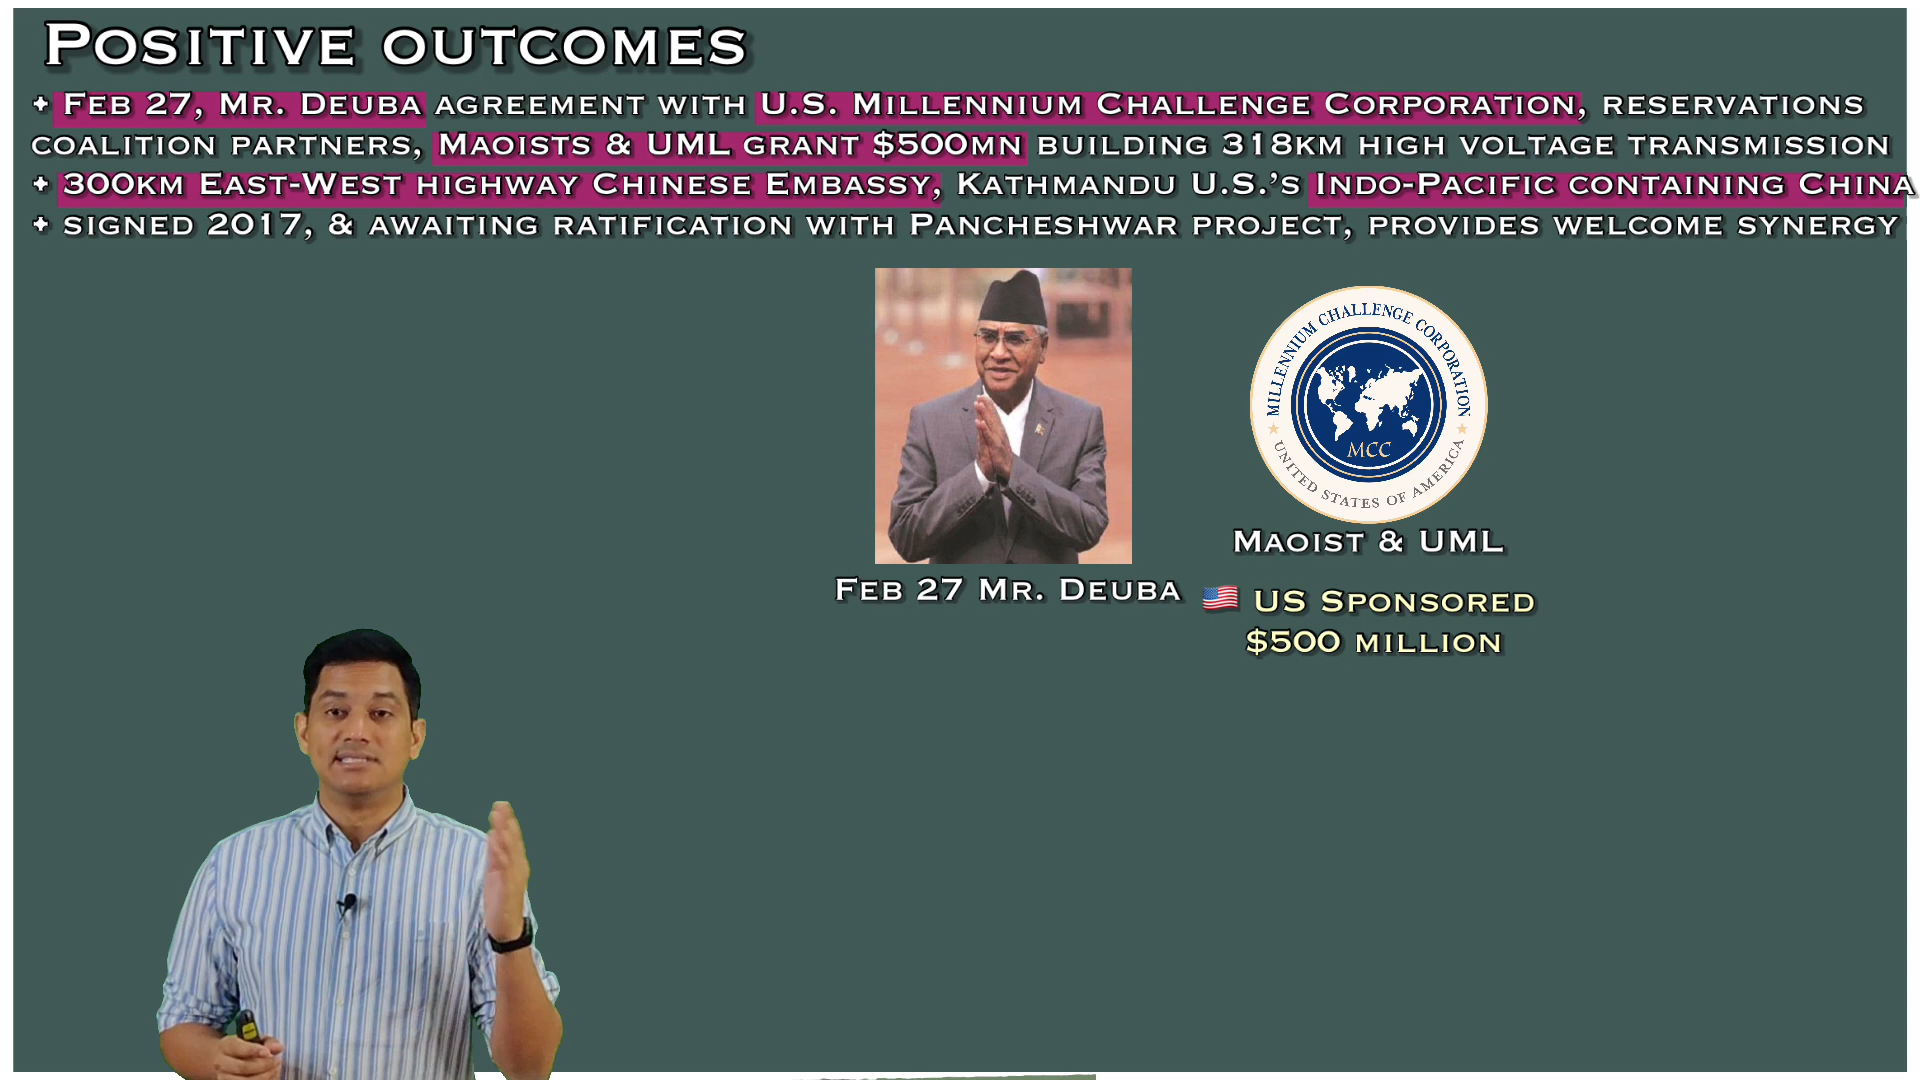 POSITIVE OUTCOMES
+ FEB 27, MR. DEUBA AGREEMENT WITH U.S. MILLENNIUM CHALLENGE CORPORATION, RESERVATIONS
COALITION PARTNERS, MAOISTS & UML GRANT $500MN BUILDING 318KM HIGH VOLTAGE TRANSMISSION
+ 300KM EAST-WEST HIGHWAY CHINESE EMBASSY, KATHMANDU U.S.'S INDO-PACIFIC CONTAINING CHINA
+ SIGNED 2017, & AWAITING RATIFICATION WITH PANCHESHWAR PROJECT, PROVIDES WELCOME SYNERGY
MILLENNIUM CHALLENGE CORPORATION
MCC
UNITED STATES OF AMERICA
MAOIST & UML
FEB 27 MR. DEUBA
US SPONSORED
$500 MILLION